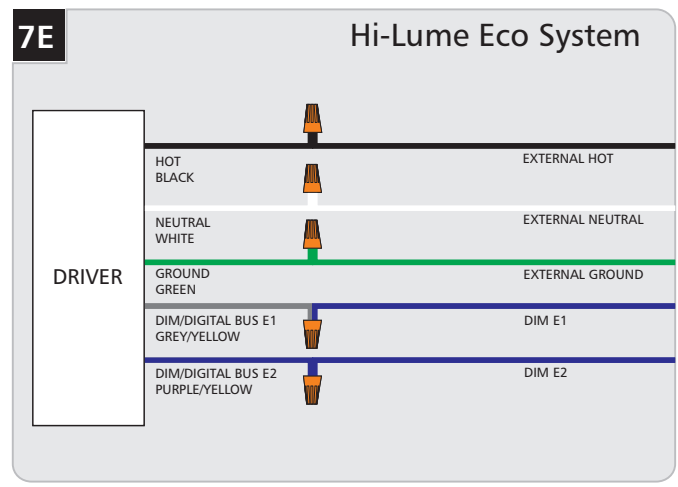 7E
Hi-Lume Eco System
HOT
BLACK
EXTERNAL HOT
NEUTRAL
WHITE
EXTERNAL NEUTRAL
DRIVER
GROUND
GREEN
EXTERNAL GROUND
DIM/DIGITAL BUS E1
GREY/YELLOW
DIM E1
DIM/DIGITAL BUS E2
PURPLE/YELLOW
DIM E2